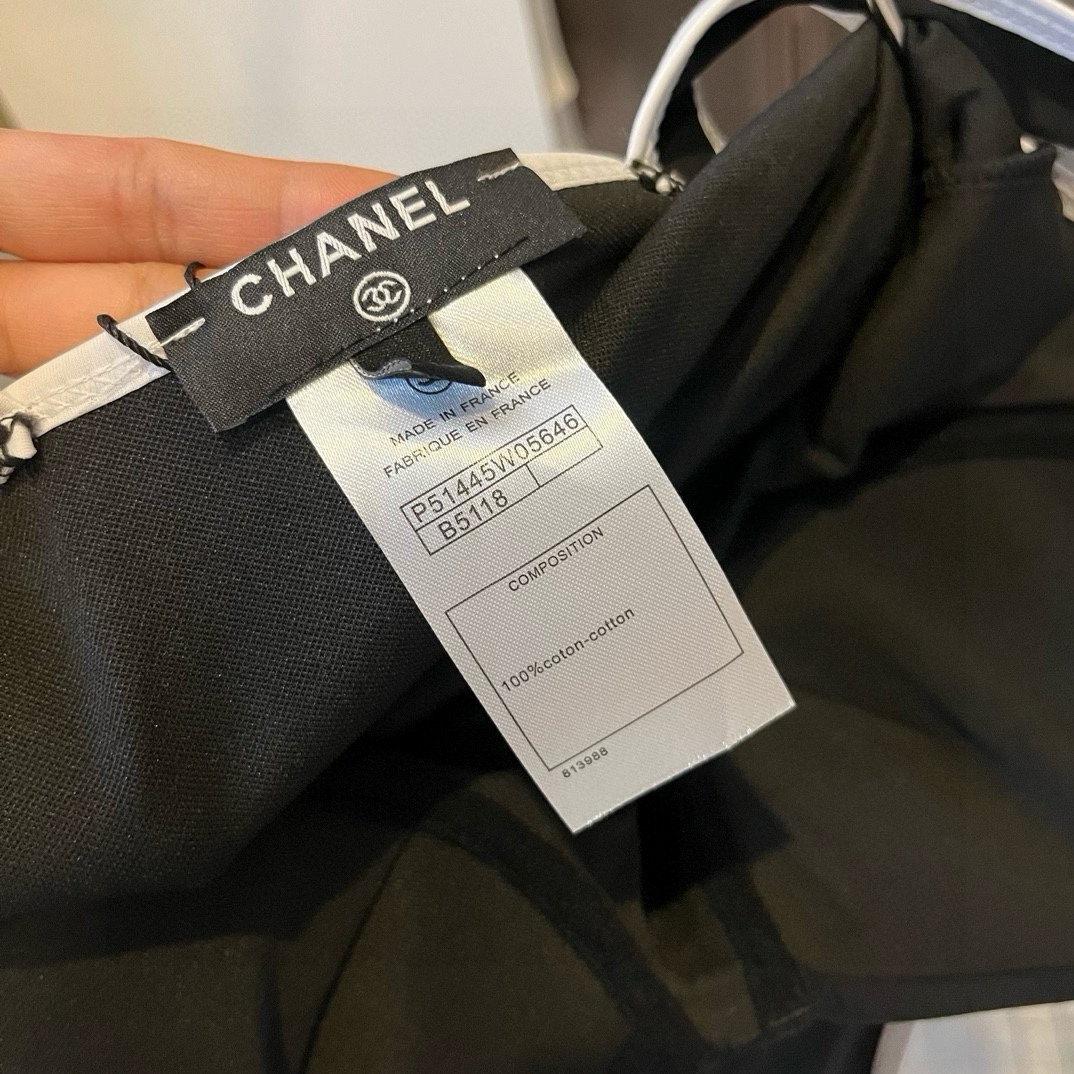 CHANEL
MADE IN FRANCE
FABRIQUE EN FRANCE
P51445W05646
B5118
COMPOSITION
100%coton-cotton
813988